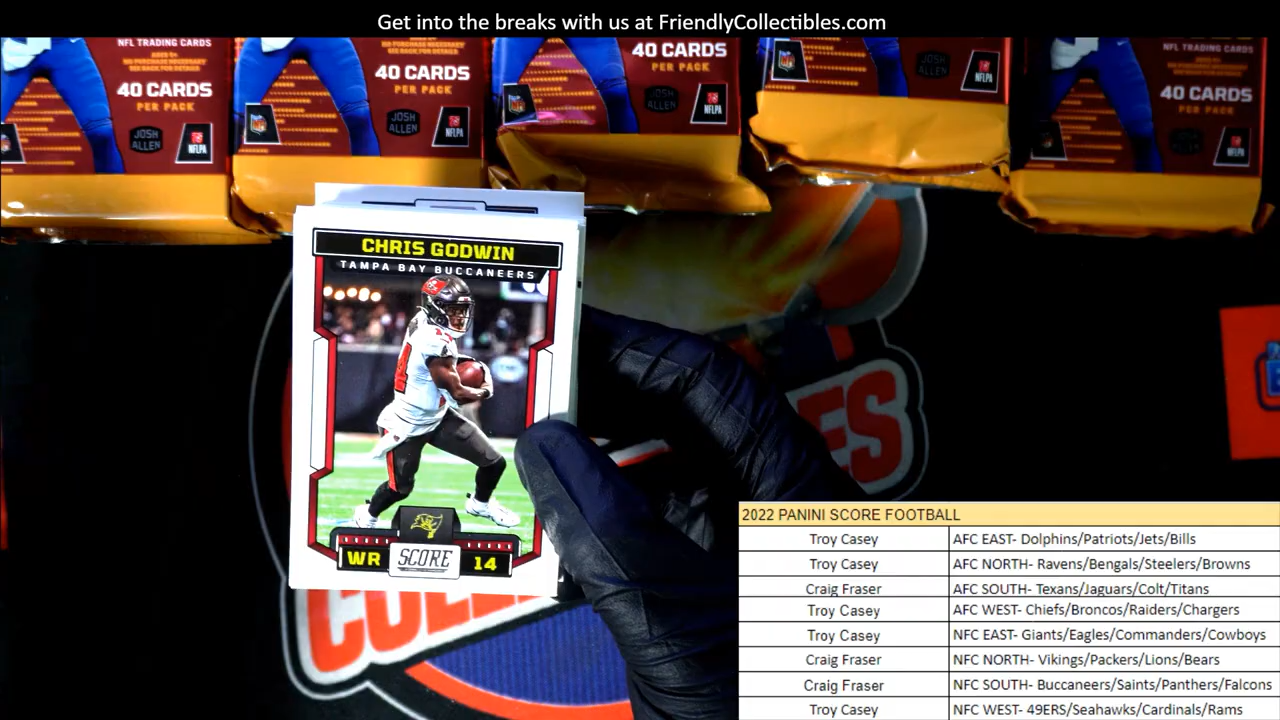 Get into the breaks with us at FriendlyCollectibles.com
NFL TRADING CARDS
40 CARDS
PER PACK
JOSH ALLEN
NFLPA
40 CARDS
PER PACK
JOSH ALLEN
NFLPA
40 CARDS
PER PACK
JOSH ALLEN
NFLPA
JOSH ALLEN
NFLPA
NFL TRADING CARDS
40 CARDS
PER PACK
NFLPA
CHRIS GODWIN
TAMPA BAY BUCCANEERS
WR SCORE 14
2022 PANINI SCORE FOOTBALL
Troy Casey AFC EAST- Dolphins/Patriots/Jets/Bills
Troy Casey AFC NORTH- Ravens/Bengals/Steelers/Browns
Craig Fraser AFC SOUTH- Texans/Jaguars/Colt/Titans
Troy Casey AFC WEST- Chiefs/Broncos/Raiders/Chargers
Troy Casey NFC EAST- Giants/Eagles/Commanders/Cowboys
Craig Fraser NFC NORTH- Vikings/Packers/Lions/Bears
Craig Fraser NFC SOUTH- Buccaneers/Saints/Panthers/Falcons
Troy Casey NFC WEST- 49ERS/Seahawks/Cardinals/Rams